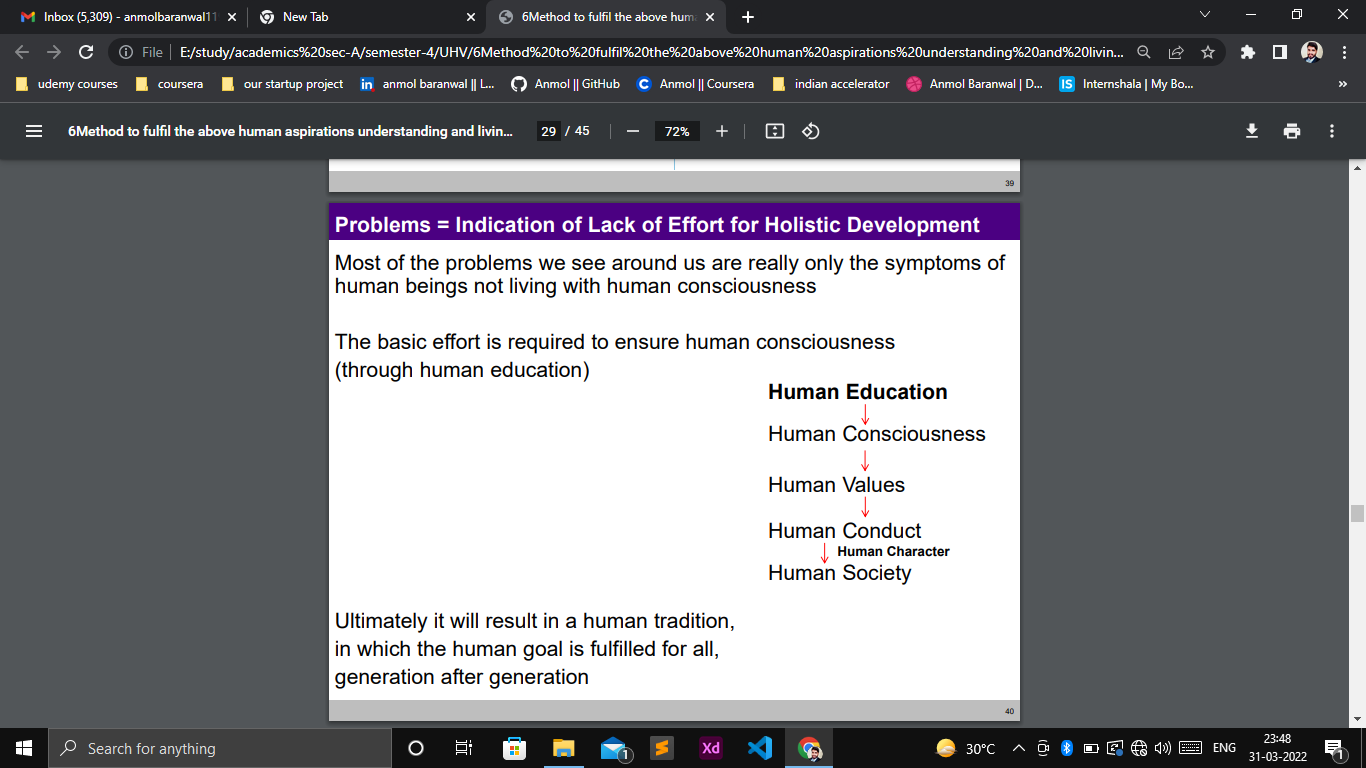 Inbox (5,309) - anmolbaranwal11
New Tab
6Method to fulfil the above hum
File
E:/study/academics%20sec-A/semester-4/UHV/6Method%20to%20fulfil%20the%20above%20human%20aspirations%20understanding%20and%20livin...
udemy courses
coursera
our startup project
in
anmol baranwal || L...
Anmol || GitHub
C
Anmol || Coursera
indian accelerator
Anmol Baranwal | D...
IS
Internshala | My Bo...
»
6Method to fulfil the above human aspirations understanding and livin...
29 / 45
72%
39
Problems = Indication of Lack of Effort for Holistic Development
Most of the problems we see around us are really only the symptoms of
human beings not living with human consciousness
The basic effort is required to ensure human consciousness
(through human education)
Human Education
Human Consciousness
Human Values
Human Conduct
Human Character
Human Society
Ultimately it will result in a human tradition,
in which the human goal is fulfilled for all,
generation after generation
40
Search for anything
1
Xd
30°C
ENG
23:48
31-03-2022
1